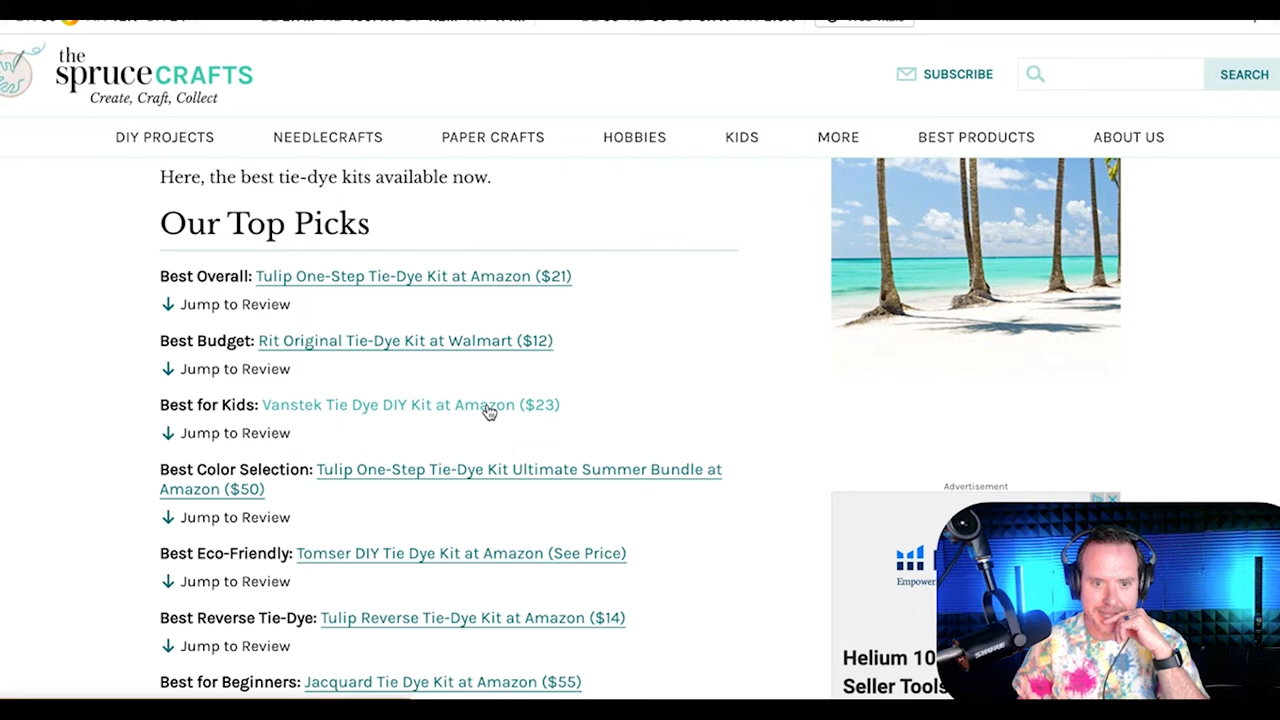 the
spruceCRAFTS
Create, Craft, Collect
SUBSCRIBE
SEARCH
DIY PROJECTS
NEEDLECRAFTS
PAPER CRAFTS
HOBBIES
KIDS
MORE
BEST PRODUCTS
ABOUT US
Here, the best tie-dye kits available now.
Our Top Picks
Best Overall: Tulip One-Step Tie-Dye Kit at Amazon ($21)
↓ Jump to Review
Best Budget: Rit Original Tie-Dye Kit at Walmart ($12)
↓ Jump to Review
Best for Kids: Vanstek Tie Dye DIY Kit at Amazon ($23)
↓ Jump to Review
Best Color Selection: Tulip One-Step Tie-Dye Kit Ultimate Summer Bundle at
Amazon ($50)
↓ Jump to Review
Best Eco-Friendly: Tomser DIY Tie Dye Kit at Amazon (See Price)
↓ Jump to Review
Best Reverse Tie-Dye: Tulip Reverse Tie-Dye Kit at Amazon ($14)
↓ Jump to Review
Best for Beginners: Jacquard Tie Dye Kit at Amazon ($55)
Advertisement
Empower
Helium 10
Seller Tools
SHURE